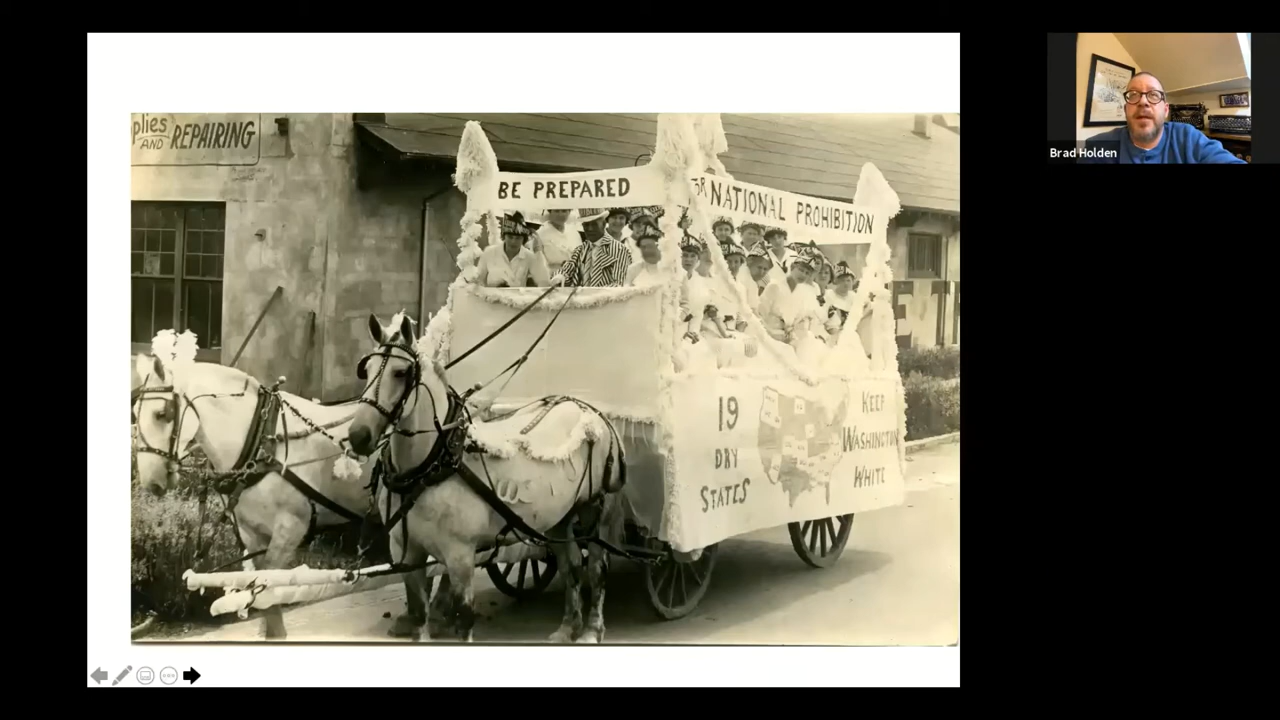 plies
AND REPAIRING
BE PREPARED
FOR NATIONAL PROHIBITION
19
DRY
STATES
KEEP
WASHINGTON
WHITE
Brad Holden